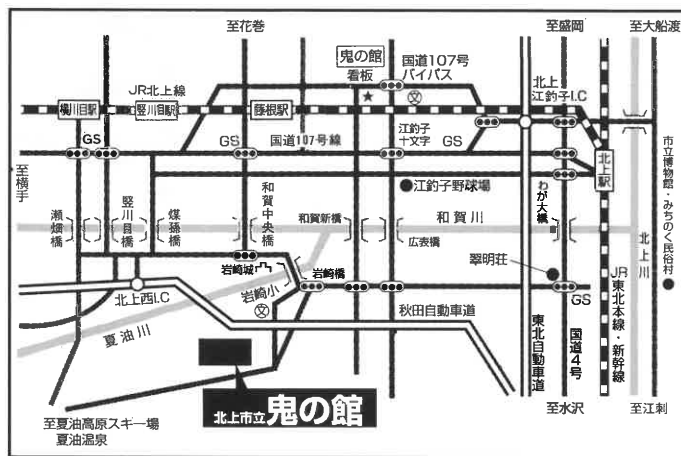 至花巻
至盛岡
至大船渡
鬼の館
看板
国道107号
バイパス
北上
江釣子I.C
JR北上線
横川目駅
竪川目駅
藤根駅
GS
国道107号線
江釣子
十文字
GS
北上駅
至横手
市立博物館・みちのく民俗村
江釣子野球場
わが大橋
瀬畑橋
竪川目橋
煤孫橋
和賀中央橋
和賀新橋
和賀川
広表橋
北上川
翠明荘
岩崎城
岩崎橋
岩崎小
文
文
北上西I.C
GS
夏油川
秋田自動車道
東北自動車道
国道4号
JR東北本線・新幹線
北上市立鬼の館
至夏油高原スキー場
夏油温泉
至水沢
至江刺